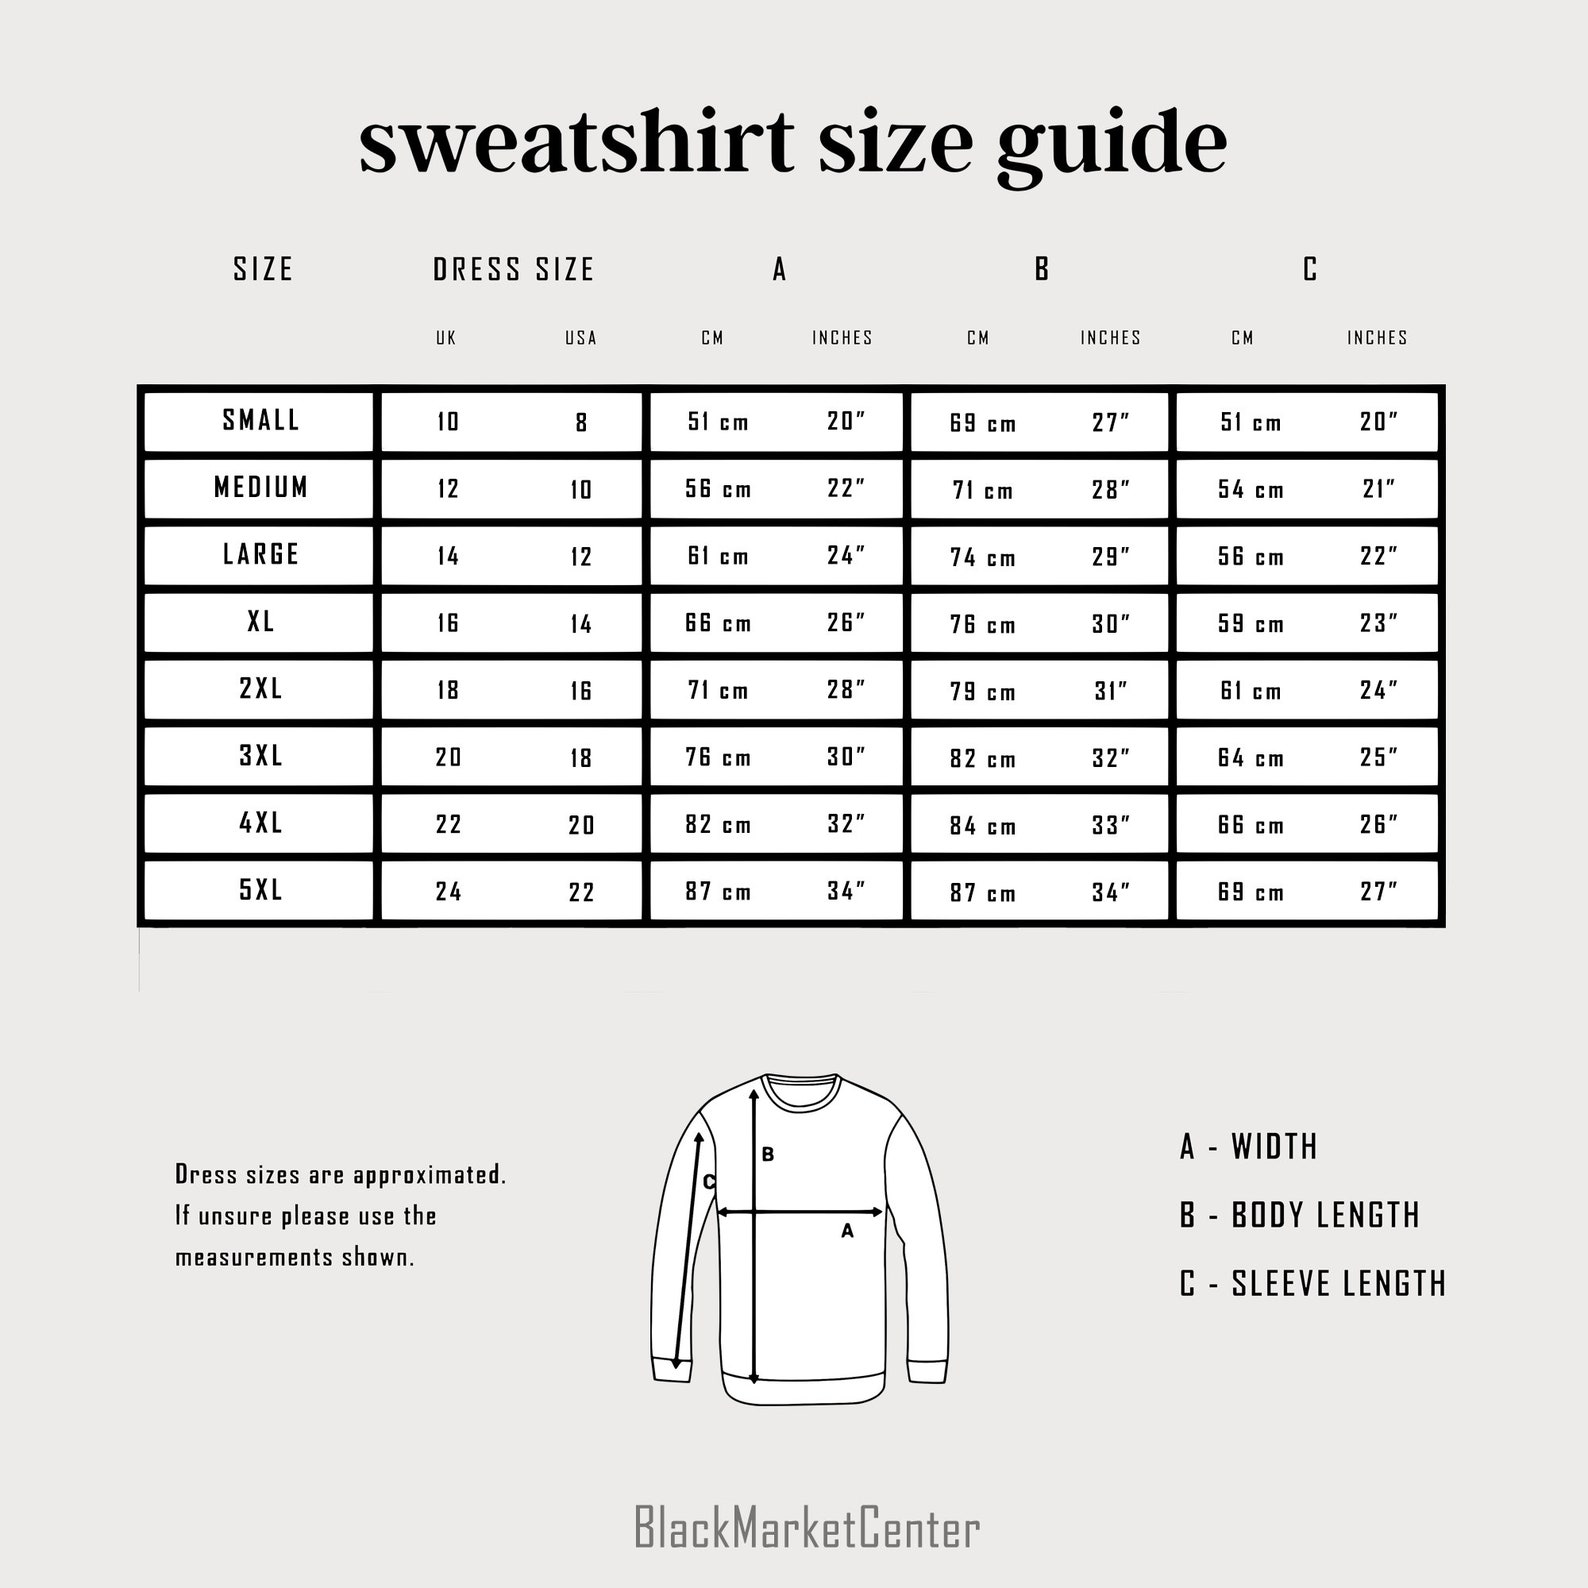 sweatshirt size guide
SIZE DRESS SIZE A B C
UK USA CM INCHES CM INCHES CM INCHES
SMALL 10 8 51 cm 20" 69 cm 27" 51 cm 20"
MEDIUM 12 10 56 cm 22" 71 cm 28" 54 cm 21"
LARGE 14 12 61 cm 24" 74 cm 29" 56 cm 22"
XL 16 14 66 cm 26" 76 cm 30" 59 cm 23"
2XL 18 16 71 cm 28" 79 cm 31" 61 cm 24"
3XL 20 18 76 cm 30" 82 cm 32" 64 cm 25"
4XL 22 20 82 cm 32" 84 cm 33" 66 cm 26"
5XL 24 22 87 cm 34" 87 cm 34" 69 cm 27"
Dress sizes are approximated.
If unsure please use the
measurements shown.
B
C
A
A - WIDTH
B - BODY LENGTH
C - SLEEVE LENGTH
BlackMarketCenter